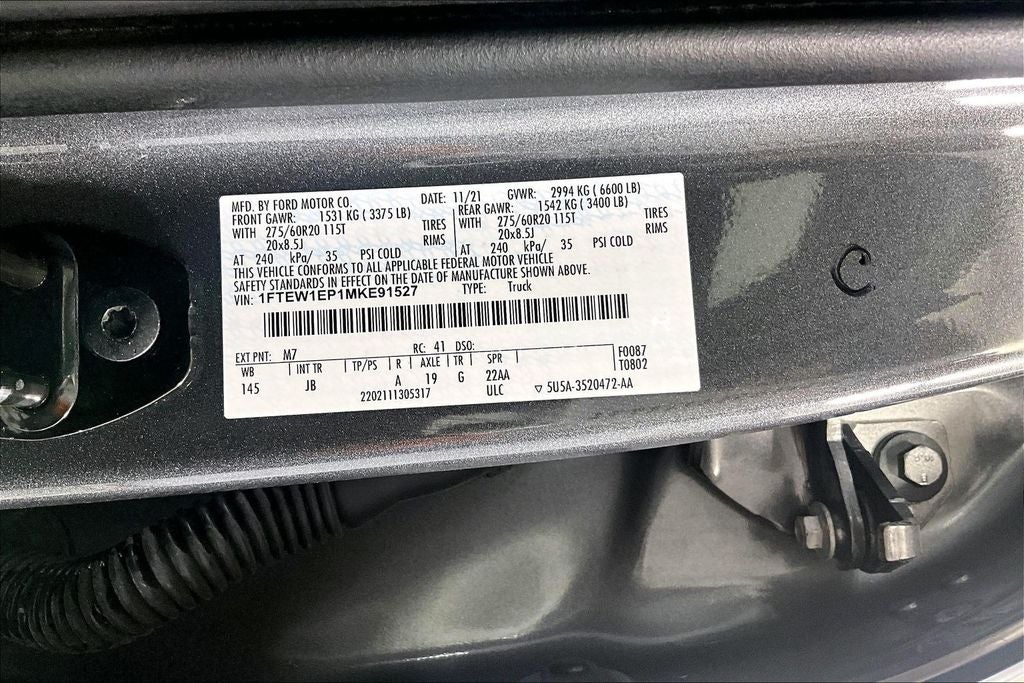 MFD. BY FORD MOTOR CO. DATE: 11/21 GVWR: 2994 KG ( 6600 LB)
FRONT GAWR: 1531 KG ( 3375 LB) REAR GAWR: 1542 KG ( 3400 LB)
WITH 275/60R20 115T TIRES WITH 275/60R20 115T TIRES
20x8.5J RIMS 20x8.5J RIMS
AT 240 kPa/ 35 PSI COLD AT 240 kPa/ 35 PSI COLD
THIS VEHICLE CONFORMS TO ALL APPLICABLE FEDERAL MOTOR VEHICLE
SAFETY STANDARDS IN EFFECT ON THE DATE OF MANUFACTURE SHOWN ABOVE.
VIN: 1FTEW1EP1MKE91527 TYPE: Truck
EXT PNT: M7 RC: 41 DSO:
WB INT TR TP/PS R AXLE TR SPR F0087
145 JB A 19 G 22AA T0802
2202111305317 ULC ▽ 5U5A-3520472-AA
C